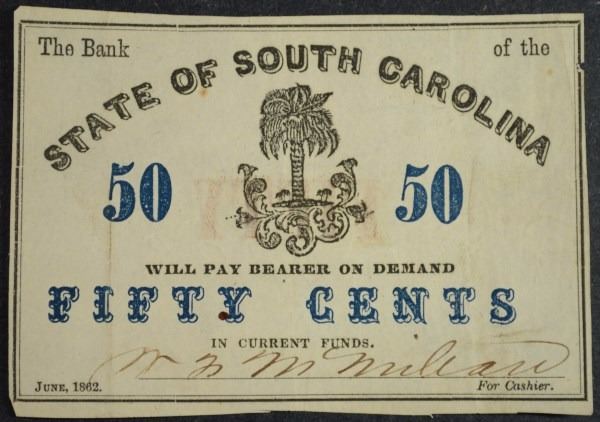 The Bank of the
STATE OF SOUTH CAROLINA
50 50
WILL PAY BEARER ON DEMAND
FIFTY CENTS
IN CURRENT FUNDS.
JUNE, 1862. For Cashier.